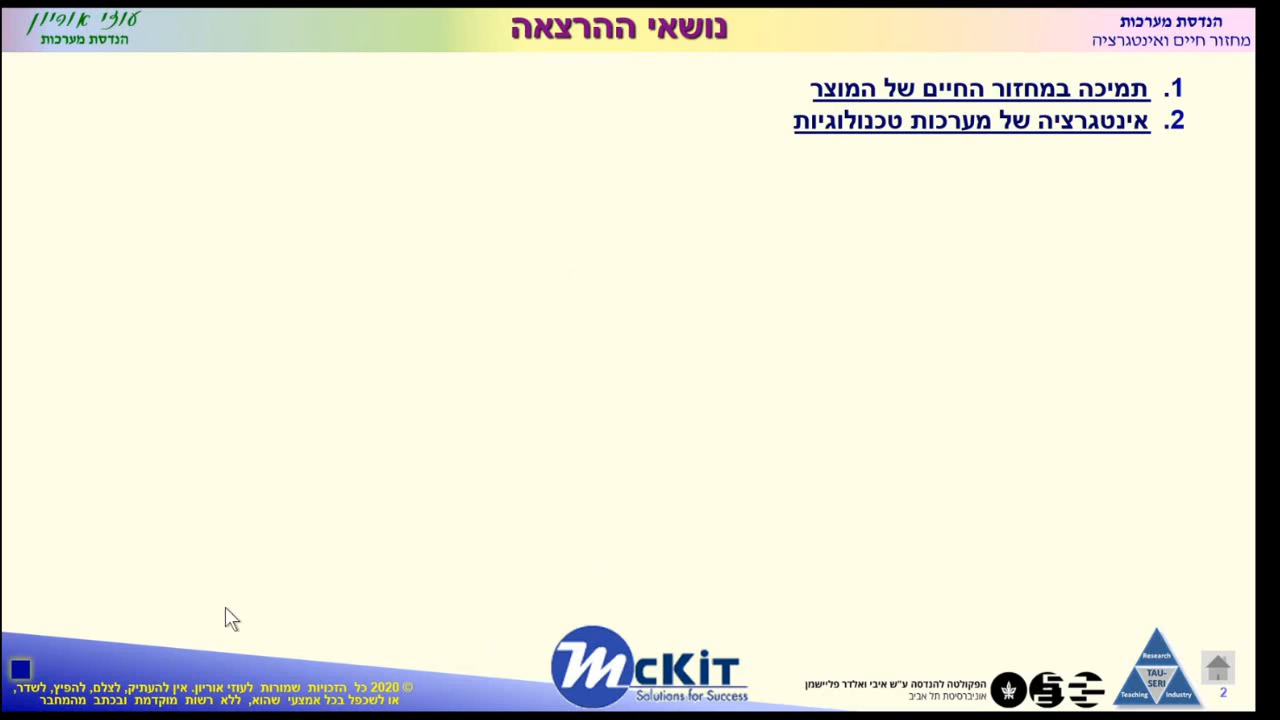 הנדסת מערכות
מחזור חיים ואינטגרציה
נושאי ההרצאה
עוזי אוריון
הנדסת מערכות
1. תמיכה במחזור החיים של המוצר
2. אינטגרציה של מערכות טכנולוגיות
© 2020 כל הזכויות שמורות לעוזי אוריון. אין להעתיק, לצלם, להפיץ, לשדר,
או לשכפל בכל אמצעי שהוא, ללא רשות מוקדמת ובכתב מהמחבר
McKit
Solutions for Success
הפקולטה להנדסה ע"ש איבי ואלדר פליישמן
אוניברסיטת תל אביב
Research
TAU-
SERI
Teaching Industry
2